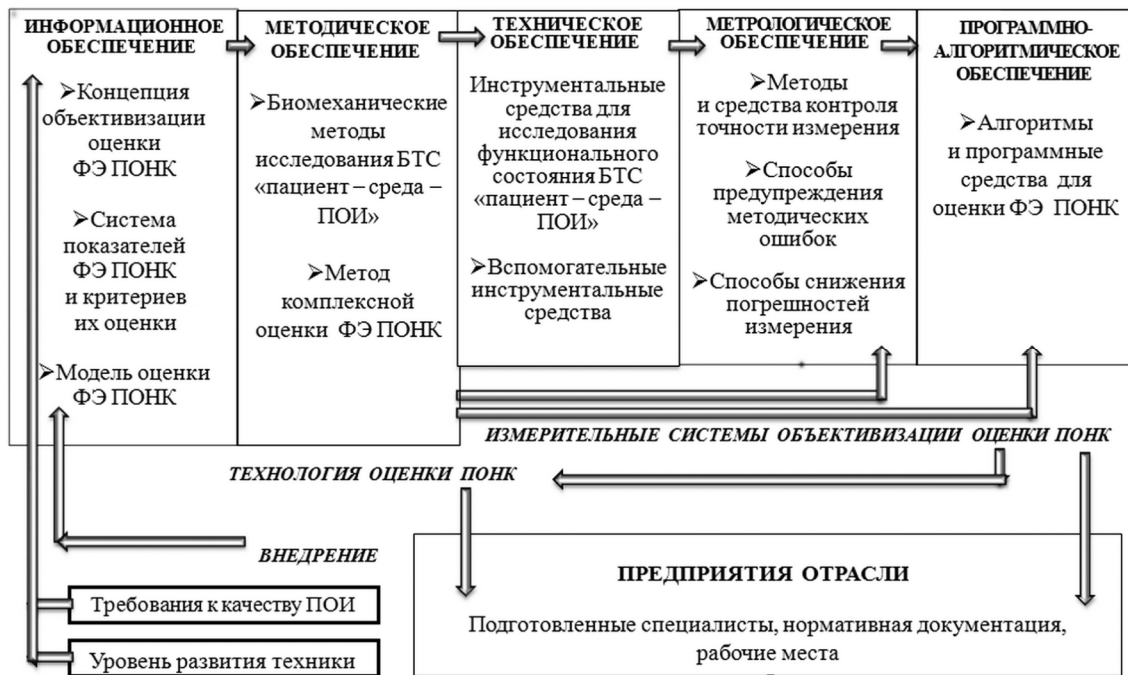 ИНФОРМАЦИОННОЕ
ОБЕСПЕЧЕНИЕ
➢Концепция
объективизации
оценки
ФЭ ПОНК
➢Система
показателей
ФЭ ПОНК
и критериев
их оценки
➢Модель оценки
ФЭ ПОНК
МЕТОДИЧЕСКОЕ
ОБЕСПЕЧЕНИЕ
➢Биомеханические
методы
исследования БТС
«пациент – среда –
ПОИ»
➢Метод
комплексной
оценки ФЭ ПОНК
ТЕХНИЧЕСКОЕ
ОБЕСПЕЧЕНИЕ
Инструментальные
средства для
исследования
функционального
состояния БТС
«пациент – среда –
ПОИ»
➢Вспомогательные
инструментальные
средства
МЕТРОЛОГИЧЕСКОЕ
ОБЕСПЕЧЕНИЕ
➢Методы
и средства контроля
точности измерения
➢Способы
предупреждения
методических
ошибок
➢Способы снижения
погрешностей
измерения
ПРОГРАММНО-
АЛГОРИТМИЧЕСКОЕ
ОБЕСПЕЧЕНИЕ
➢Алгоритмы
и программные
средства для
оценки ФЭ ПОНК
ИЗМЕРИТЕЛЬНЫЕ СИСТЕМЫ ОБЪЕКТИВИЗАЦИИ ОЦЕНКИ ПОНК
ТЕХНОЛОГИЯ ОЦЕНКИ ПОНК
ВНЕДРЕНИЕ
Требования к качеству ПОИ
Уровень развития техники
ПРЕДПРИЯТИЯ ОТРАСЛИ
Подготовленные специалисты, нормативная документация,
рабочие места